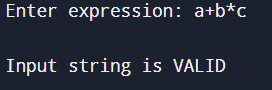 Enter expression: a+b*c
Input string is VALID